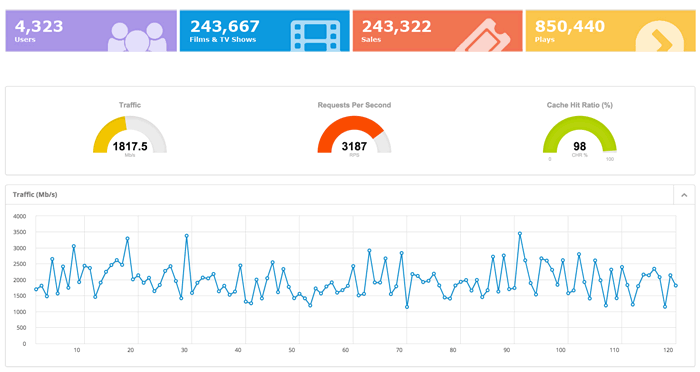 4,323
Users
243,667
Films & TV Shows
243,322
Sales
850,440
Plays
Traffic
1817.5
Mb/s
Requests Per Second
3187
RPS
Cache Hit Ratio (%)
98
CHR %
0 100
Traffic (Mb/s)
4000
3500
3000
2500
2000
1500
1000
500
0
10 20 30 40 50 60 70 80 90 100 110 120